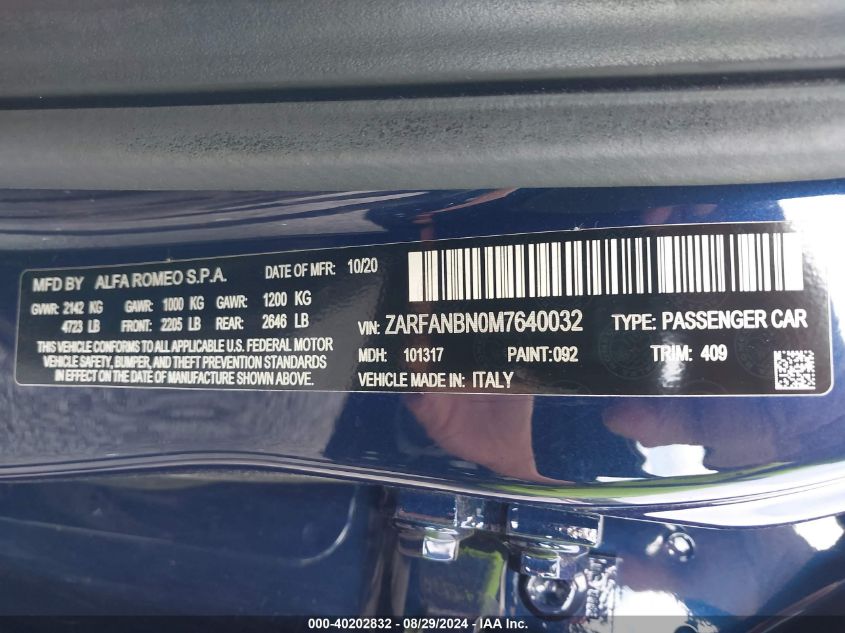 MFD BY ALFA ROMEO S.P.A. DATE OF MFR: 10/20
GVWR: 2142 KG GAWR: 1000 KG GAWR: 1200 KG
4723 LB FRONT: 2205 LB REAR: 2646 LB
THIS VEHICLE CONFORMS TO ALL APPLICABLE U.S. FEDERAL MOTOR
VEHICLE SAFETY, BUMPER, AND THEFT PREVENTION STANDARDS
IN EFFECT ON THE DATE OF MANUFACTURE SHOWN ABOVE.
VIN: ZARFANBN0M7640032 TYPE: PASSENGER CAR
MDH: 101317 PAINT:092 TRIM: 409
VEHICLE MADE IN: ITALY
000-40202832 - 08/29/2024 - IAA Inc.